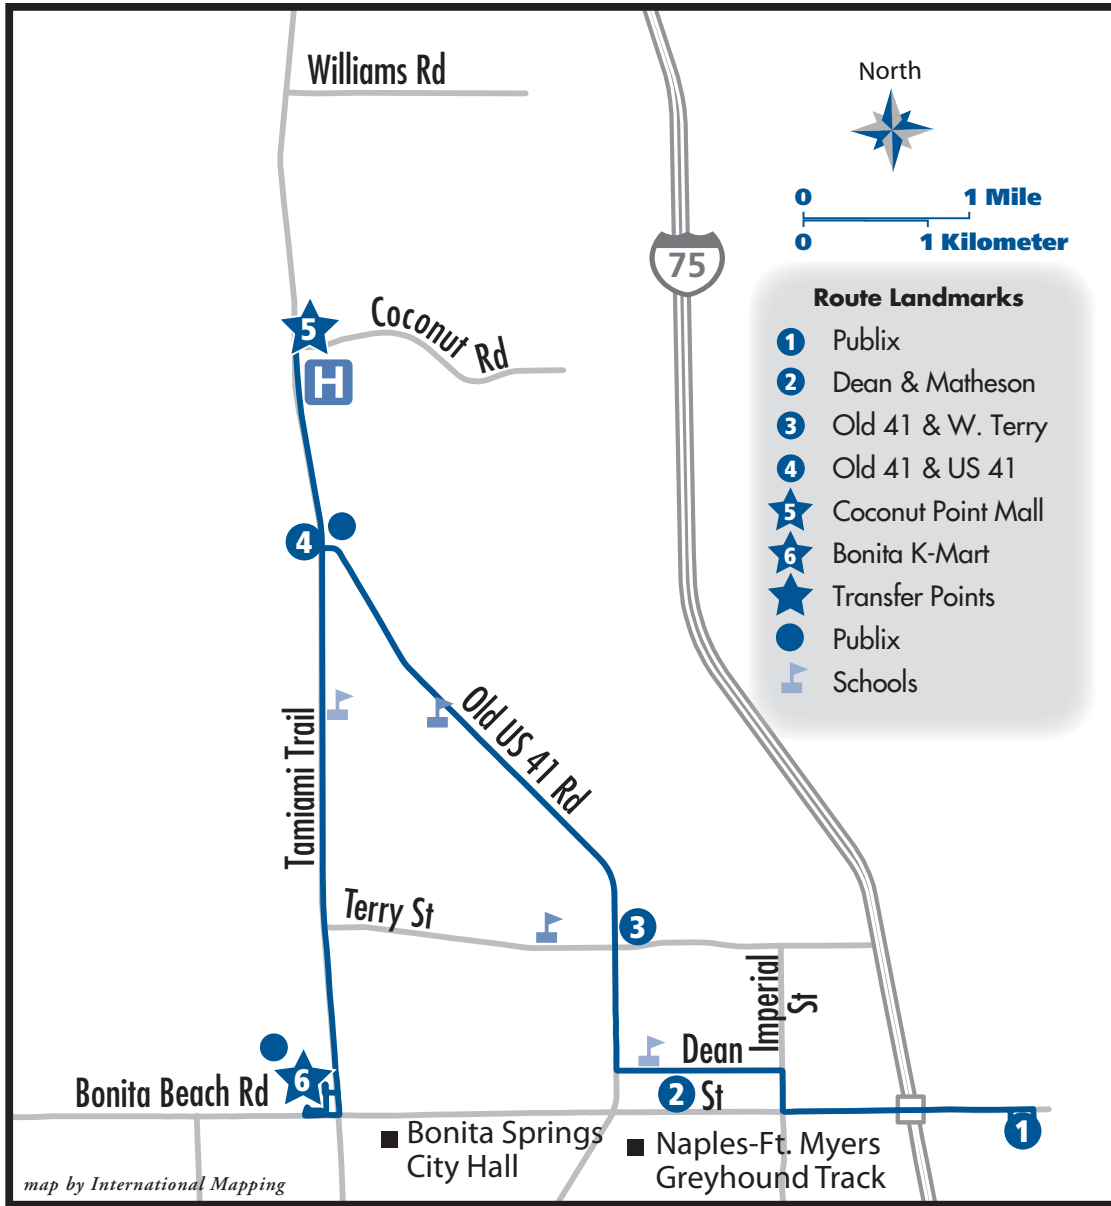 Williams Rd
North
0 1 Mile
0 1 Kilometer
75
Route Landmarks
1 Publix
2 Dean & Matheson
3 Old 41 & W. Terry
4 Old 41 & US 41
5 Coconut Point Mall
6 Bonita K-Mart
Transfer Points
Publix
Schools
5
Coconut Rd
H
4
Old US 41 Rd
Tamiami Trail
Terry St
3
Imperial
St
Dean
St
2
6
Bonita Beach Rd
1
Bonita Springs
City Hall
Naples-Ft. Myers
Greyhound Track
map by International Mapping